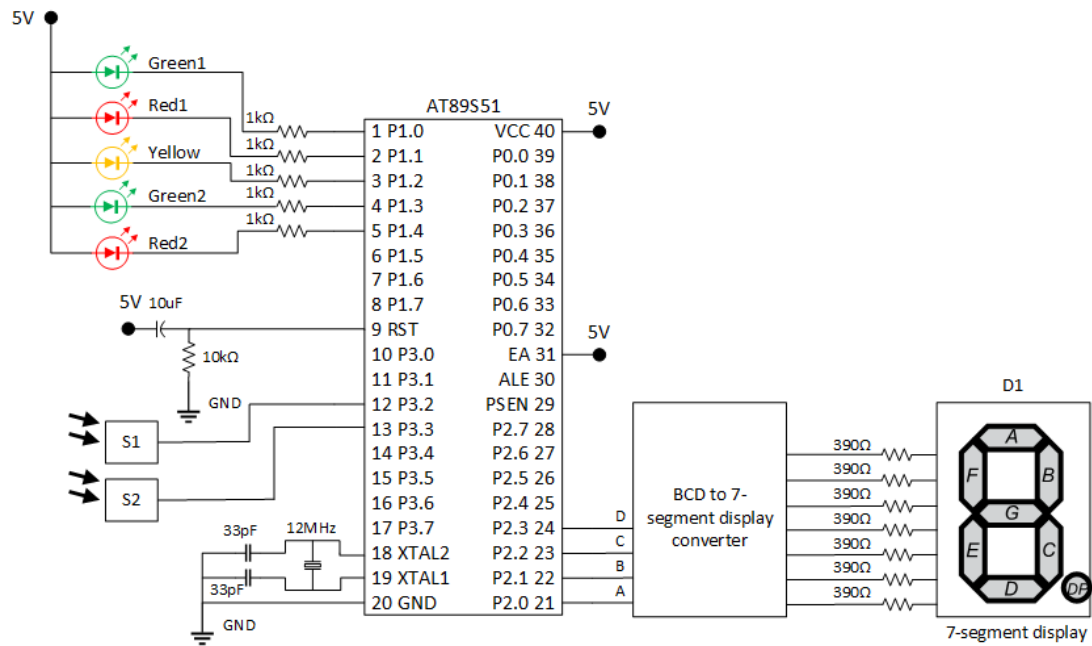 5V
Green1
Red1
Yellow
Green2
Red2
1kΩ
1kΩ
1kΩ
1kΩ
1kΩ
AT89S51
1 P1.0
2 P1.1
3 P1.2
4 P1.3
5 P1.4
6 P1.5
7 P1.6
8 P1.7
9 RST
10 P3.0
11 P3.1
12 P3.2
13 P3.3
14 P3.4
15 P3.5
16 P3.6
17 P3.7
18 XTAL2
19 XTAL1
20 GND
VCC 40
P0.0 39
P0.1 38
P0.2 37
P0.3 36
P0.4 35
P0.5 34
P0.6 33
P0.7 32
EA 31
ALE 30
PSEN 29
P2.7 28
P2.6 27
P2.5 26
P2.4 25
P2.3 24
P2.2 23
P2.1 22
P2.0 21
5V
5V
5V 10uF
10kΩ
GND
S1
S2
33pF
12MHz
33pF
GND
D
C
B
A
BCD to 7-
segment display
converter
390Ω
390Ω
390Ω
390Ω
390Ω
390Ω
390Ω
D1
A
F
B
G
E
C
D
DP
7-segment display